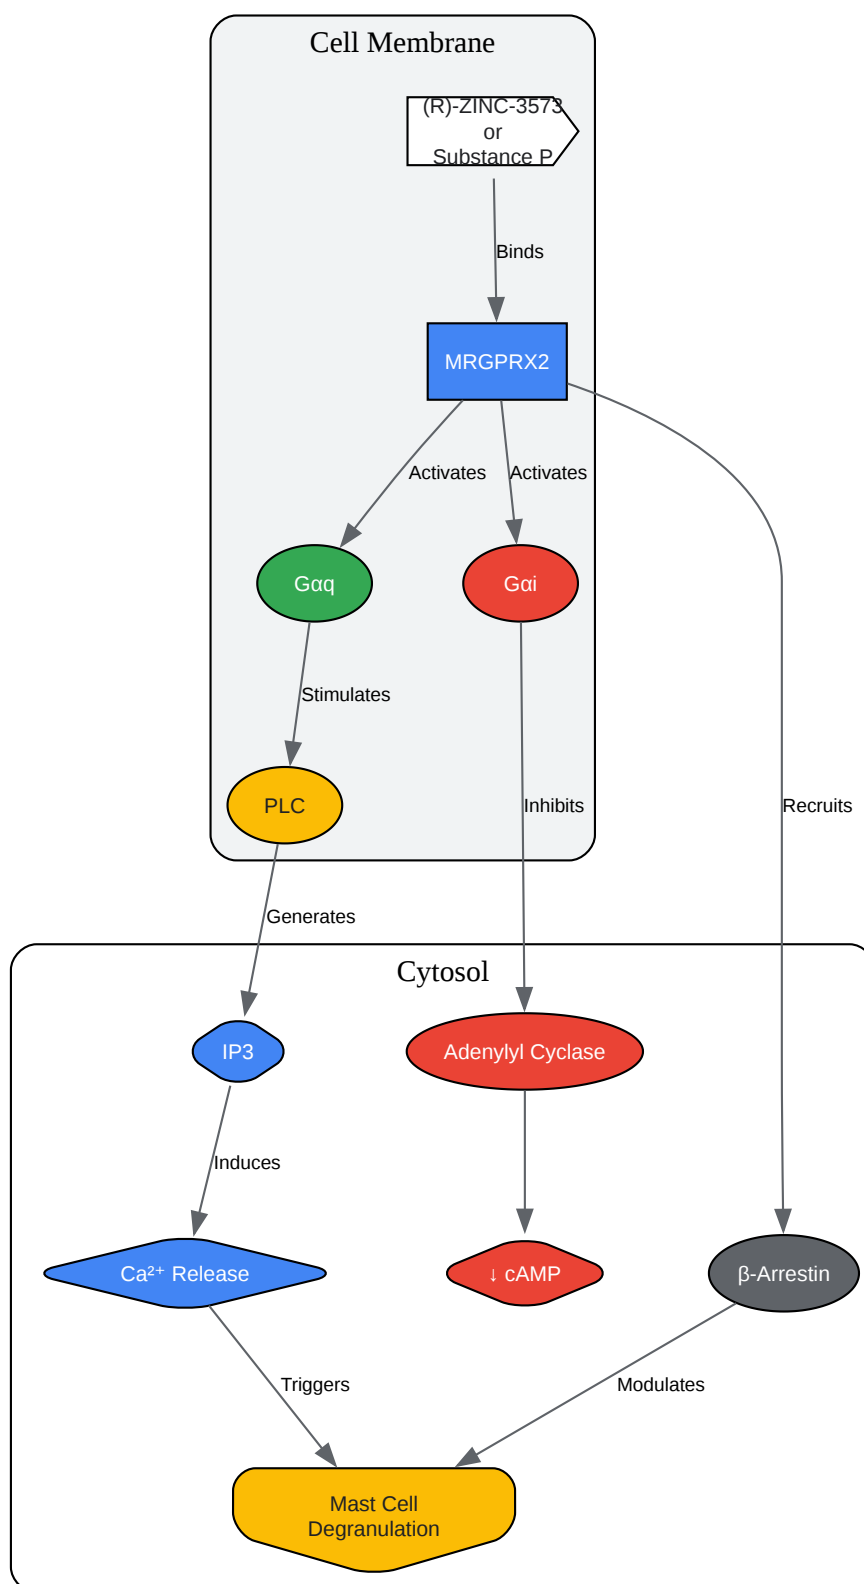 Cell Membrane
(R)-ZINC-3573
or
Substance P
Binds
MRGPRX2
Activates
Activates
Gαq
Gαi
Stimulates
PLC
Inhibits
Recruits
Generates
Cytosol
IP3
Adenylyl Cyclase
Induces
Ca²⁺ Release
↓ cAMP
β-Arrestin
Triggers
Modulates
Mast Cell
Degranulation